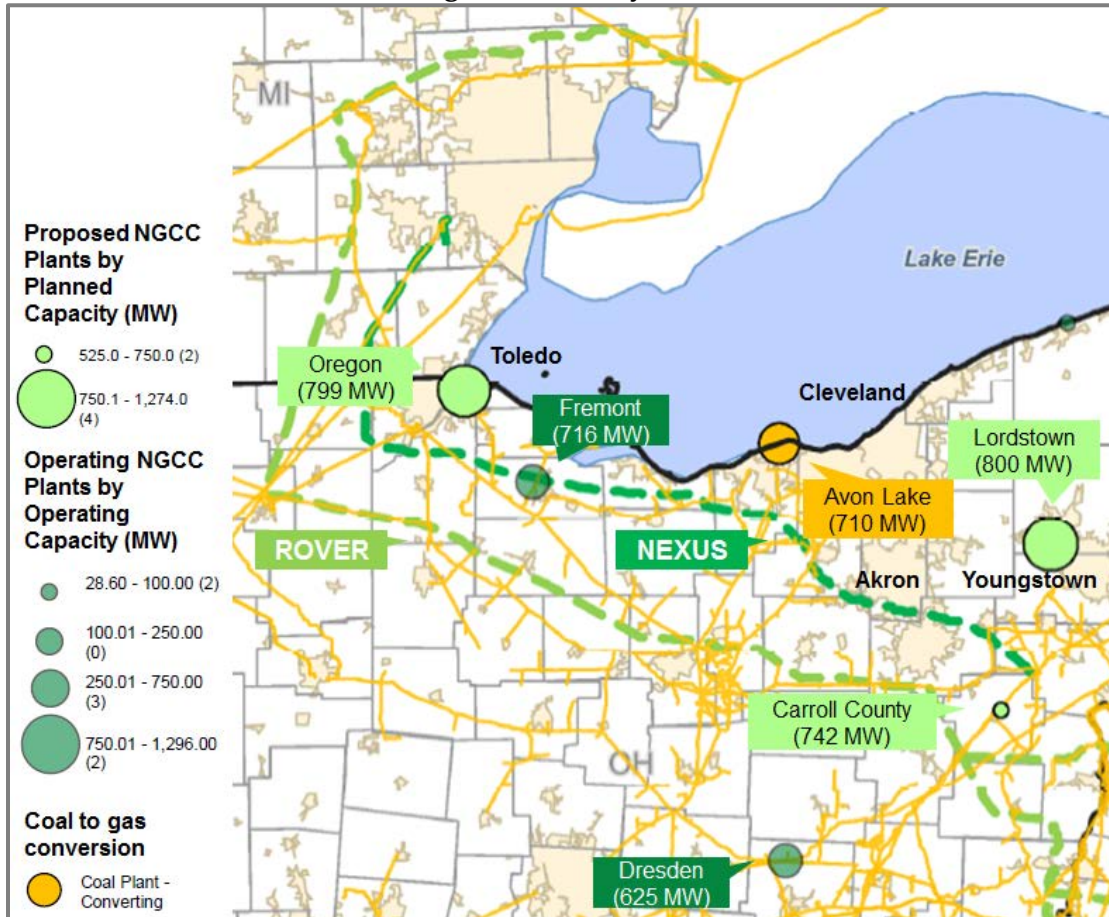 MI
Lake Erie
Proposed NGCC
Plants by
Planned
Capacity (MW)
525.0 - 750.0 (2)
750.1 - 1,274.0
(4)
Operating NGCC
Plants by
Operating
Capacity (MW)
28.60 - 100.00 (2)
100.01 - 250.00
(0)
250.01 - 750.00
(3)
750.01 - 1,296.00
(2)
Coal to gas
conversion
Coal Plant -
Converting
Oregon
(799 MW)
Toledo
Fremont
(716 MW)
Cleveland
Lordstown
(800 MW)
Avon Lake
(710 MW)
ROVER
NEXUS
Akron
Youngstown
Carroll County
(742 MW)
OH
Dresden
(625 MW)